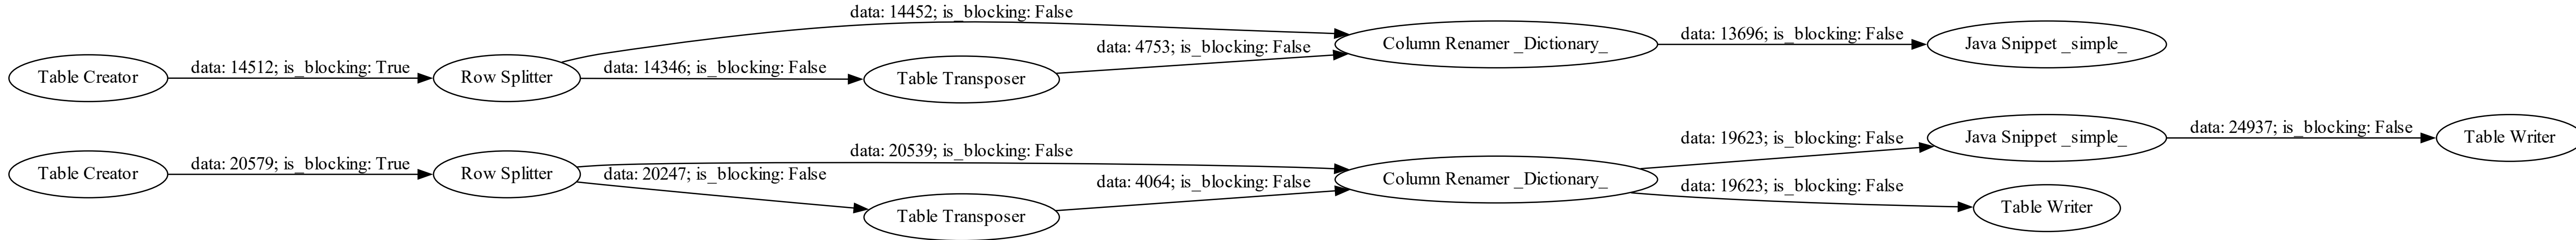 data: 14452; is_blocking: False
Table Creator
data: 14512; is_blocking: True
Row Splitter
data: 14346; is_blocking: False
Table Transposer
data: 4753; is_blocking: False
Column Renamer _Dictionary_
data: 13696; is_blocking: False
Java Snippet _simple_
Table Creator
data: 20579; is_blocking: True
Row Splitter
data: 20539; is_blocking: False
data: 20247; is_blocking: False
Table Transposer
data: 4064; is_blocking: False
Column Renamer _Dictionary_
data: 19623; is_blocking: False
Java Snippet _simple_
data: 24937; is_blocking: False
Table Writer
data: 19623; is_blocking: False
Table Writer